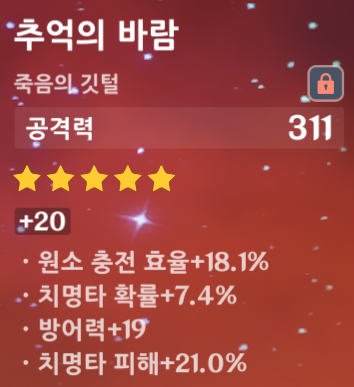 추억의 바람
죽음의 깃털
공격력 311
+20
· 원소 충전 효율+18.1%
· 치명타 확률+7.4%
· 방어력+19
· 치명타 피해+21.0%